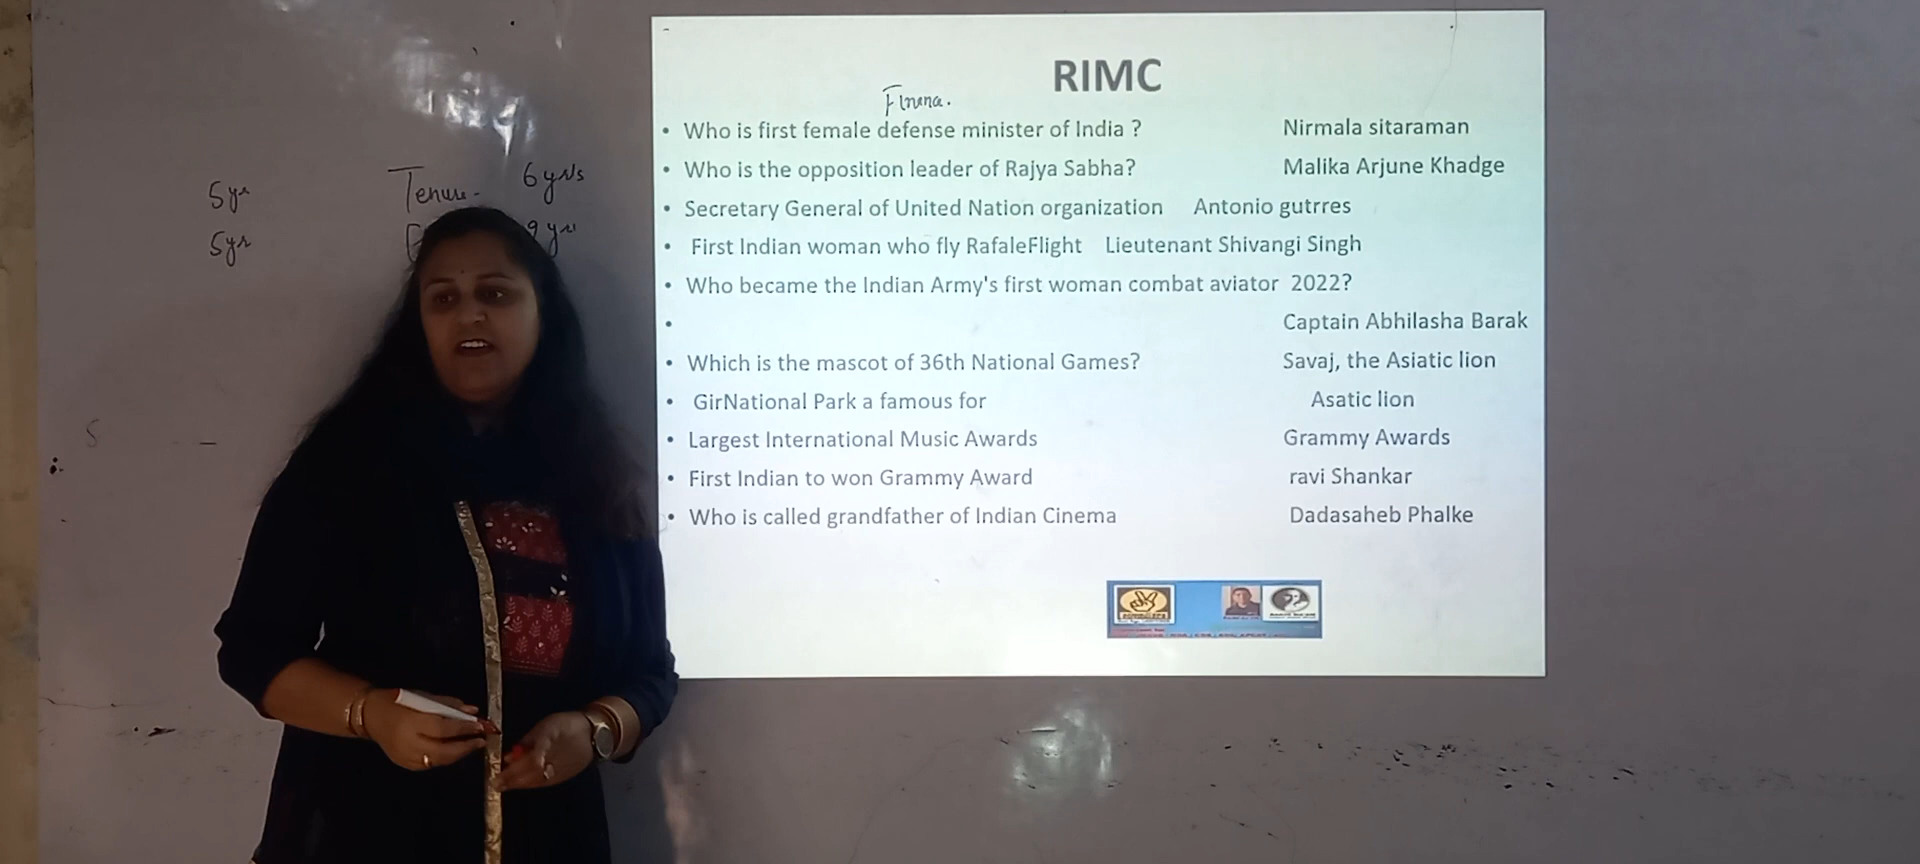 RIMC
• Who is first female defense minister of India ? Nirmala sitaraman
• Who is the opposition leader of Rajya Sabha? Malika Arjune Khadge
• Secretary General of United Nation organization Antonio gutrres
• First Indian woman who fly RafaleFlight Lieutenant Shivangi Singh
• Who became the Indian Army's first woman combat aviator 2022?
• Captain Abhilasha Barak
• Which is the mascot of 36th National Games? Savaj, the Asiatic lion
• GirNational Park a famous for Asatic lion
• Largest International Music Awards Grammy Awards
• First Indian to won Grammy Award ravi Shankar
• Who is called grandfather of Indian Cinema Dadasaheb Phalke
5yr Tenure - 6 yrs
5yr 9 yr